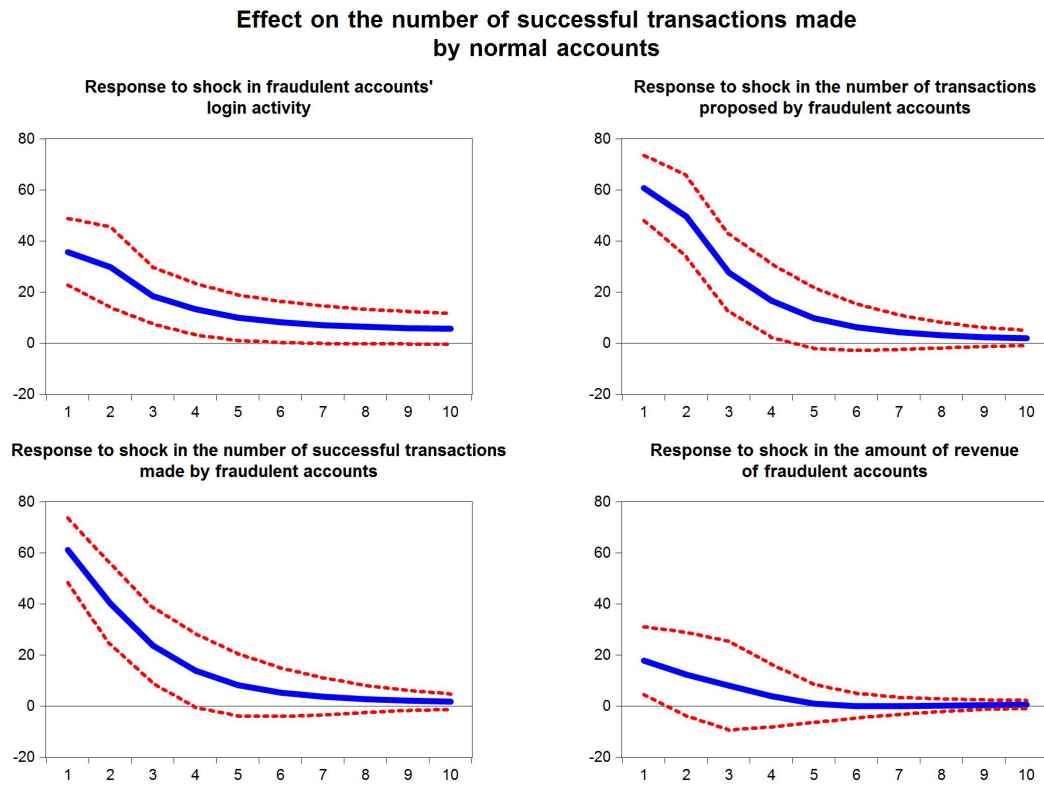 Effect on the number of successful transactions made
by normal accounts
Response to shock in fraudulent accounts'
login activity
80
60
40
20
0
-20
1 2 3 4 5 6 7 8 9 10
Response to shock in the number of transactions
proposed by fraudulent accounts
80
60
40
20
0
-20
1 2 3 4 5 6 7 8 9 10
Response to shock in the number of successful transactions
made by fraudulent accounts
80
60
40
20
0
-20
1 2 3 4 5 6 7 8 9 10
Response to shock in the amount of revenue
of fraudulent accounts
80
60
40
20
0
-20
1 2 3 4 5 6 7 8 9 10